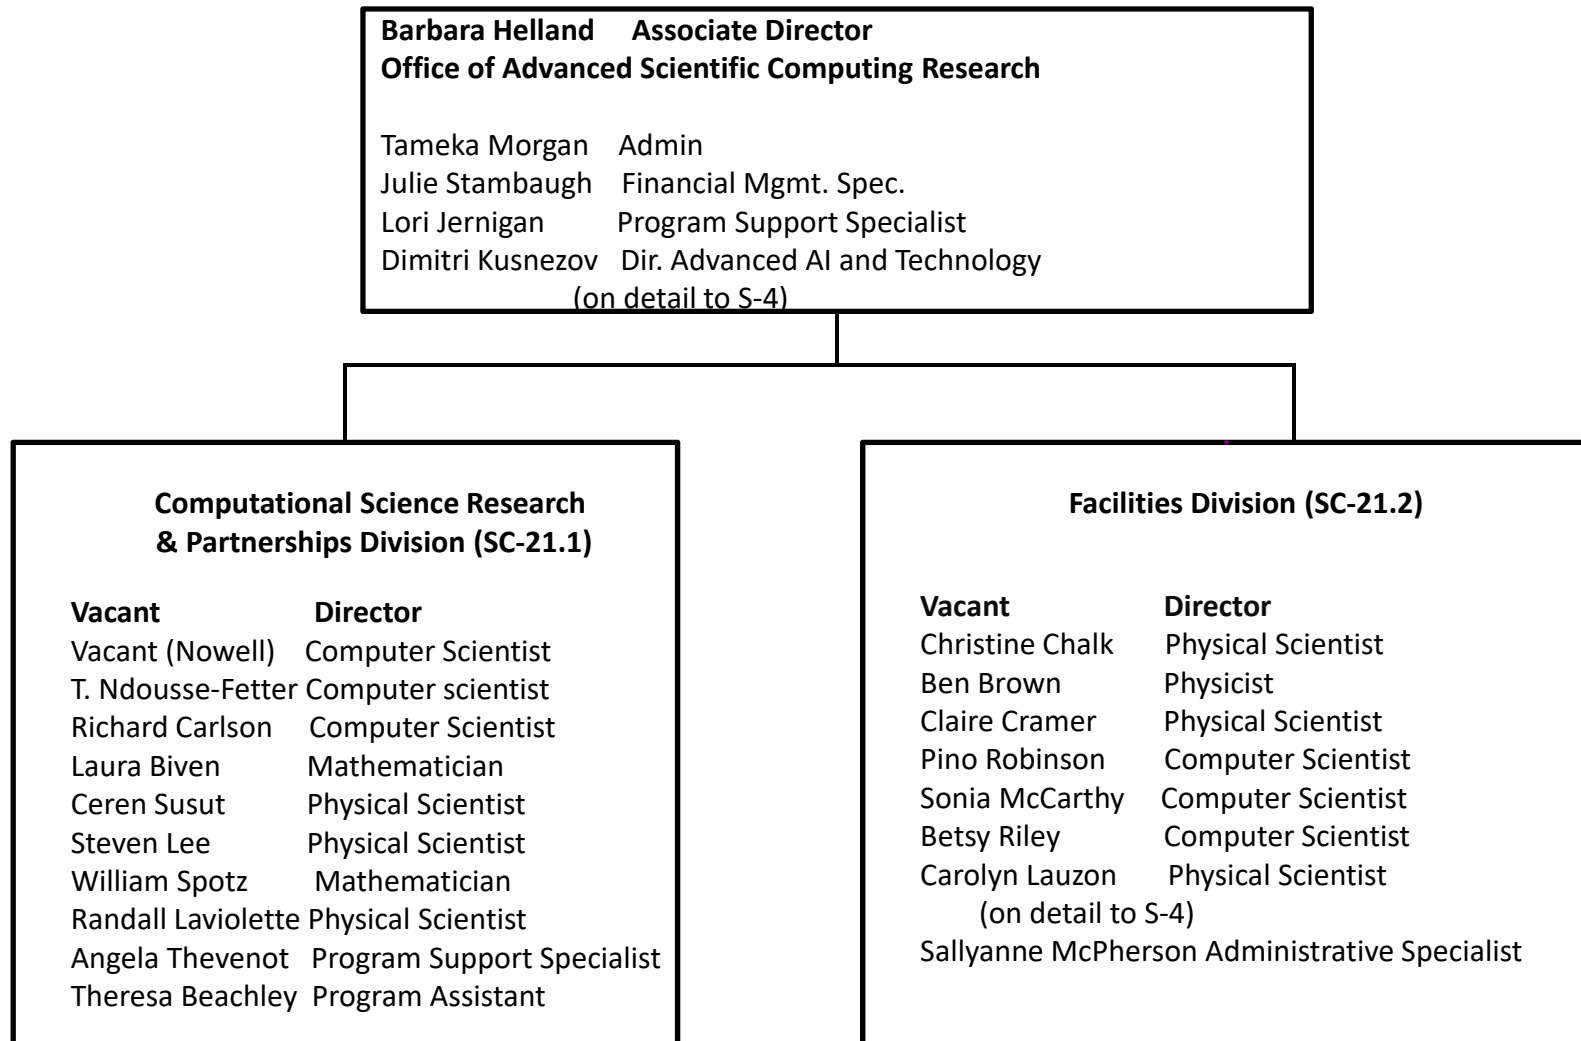 Barbara Helland Associate Director
Office of Advanced Scientific Computing Research
Tameka Morgan Admin
Julie Stambaugh Financial Mgmt. Spec.
Lori Jernigan Program Support Specialist
Dimitri Kusnezov Dir. Advanced AI and Technology
(on detail to S-4)
Computational Science Research
& Partnerships Division (SC-21.1)
Vacant Director
Vacant (Nowell) Computer Scientist
T. Ndousse-Fetter Computer scientist
Richard Carlson Computer Scientist
Laura Biven Mathematician
Ceren Susut Physical Scientist
Steven Lee Physical Scientist
William Spotz Mathematician
Randall Laviolette Physical Scientist
Angela Thevenot Program Support Specialist
Theresa Beachley Program Assistant
Facilities Division (SC-21.2)
Vacant Director
Christine Chalk Physical Scientist
Ben Brown Physicist
Claire Cramer Physical Scientist
Pino Robinson Computer Scientist
Sonia McCarthy Computer Scientist
Betsy Riley Computer Scientist
Carolyn Lauzon Physical Scientist
(on detail to S-4)
Sallyanne McPherson Administrative Specialist